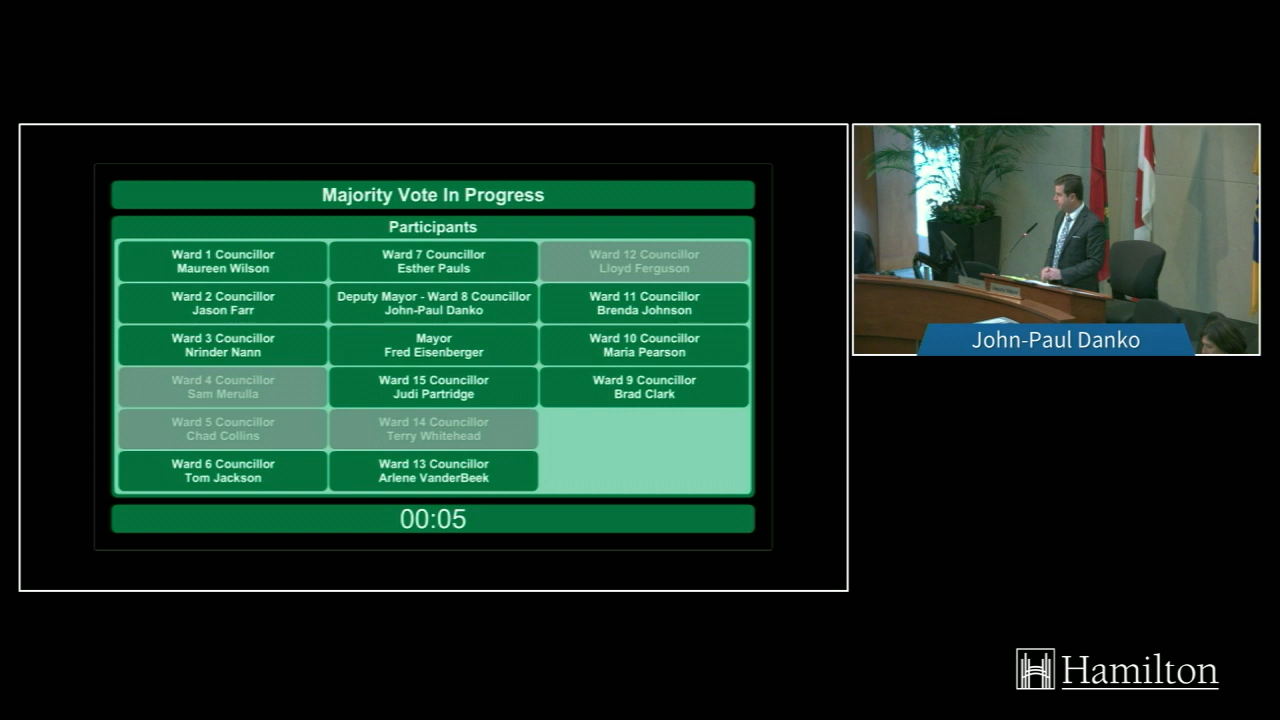 Majority Vote In Progress
Participants
Ward 1 Councillor
Maureen Wilson
Ward 7 Councillor
Esther Pauls
Ward 12 Councillor
Lloyd Ferguson
Ward 2 Councillor
Jason Farr
Deputy Mayor - Ward 8 Councillor
John-Paul Danko
Ward 11 Councillor
Brenda Johnson
Ward 3 Councillor
Nrinder Nann
Mayor
Fred Eisenberger
Ward 10 Councillor
Maria Pearson
Ward 4 Councillor
Sam Merulla
Ward 15 Councillor
Judi Partridge
Ward 9 Councillor
Brad Clark
Ward 5 Councillor
Chad Collins
Ward 14 Councillor
Terry Whitehead
Ward 6 Councillor
Tom Jackson
Ward 13 Councillor
Arlene VanderBeek
00:05
John-Paul Danko
Hamilton